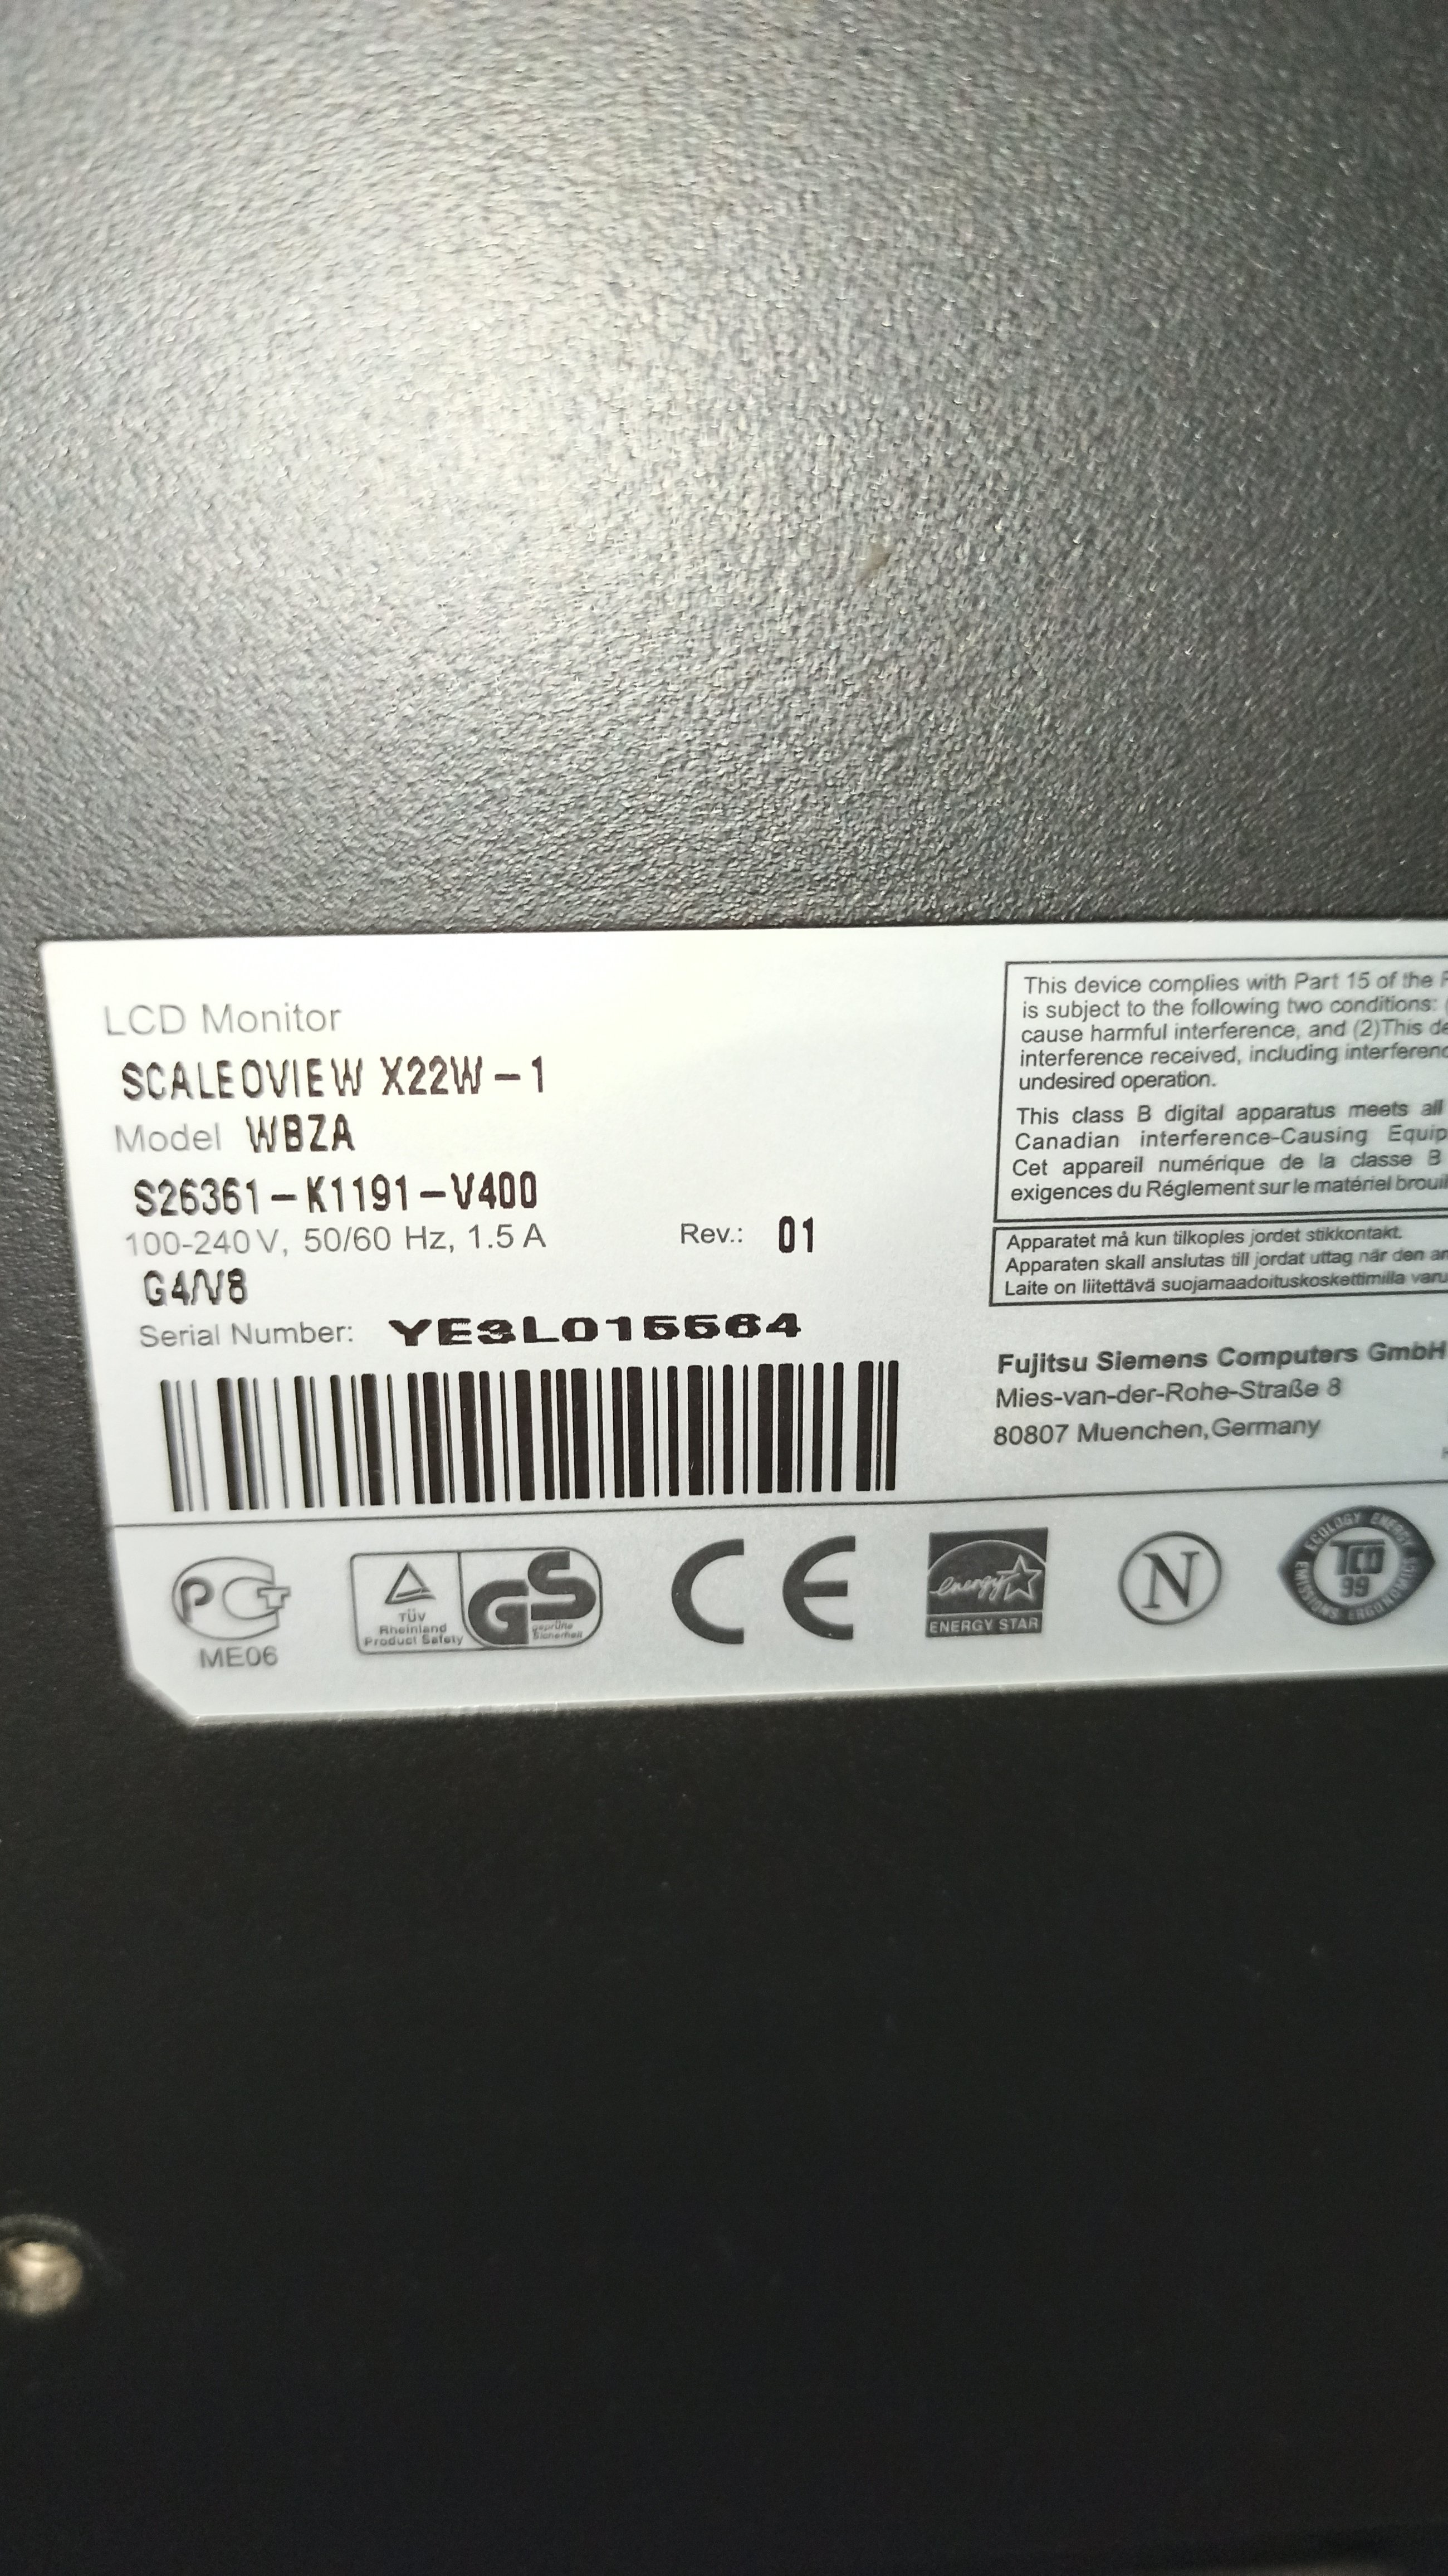 LCD Monitor
SCALEOVIEW X22W-1
Model WBZA
S26361-K1191-V400
100-240 V, 50/60 Hz, 1.5 A Rev.: 01
G4/V8
Serial Number: YE3L015564
This device complies with Part 15 of the
is subject to the following two conditions:
cause harmful interference, and (2)This
interference received, including
undesired operation.
This class B digital apparatus meets all
Canadian interference-Causing
Cet appareil numérique de la classe B
exigences du Réglement sur le matériel
Apparatet må kun tilkoples jordet stikkontakt.
Apparaten skall anslutas till jordat uttag när den
Laite on liitettävä suojamaadoituskoskettimilla
Fujitsu Siemens Computers GmbH
Mies-van-der-Rohe-Straße 8
80807 Muenchen, Germany
PCT
ME06
TÜV
Rheinland
Product Safety
GS
geprüfte
Sicherheit
CE
energy
ENERGY STAR
N
ECOLOGY ENERGY
TCO
99
EMISSIONS ERGONOMICS